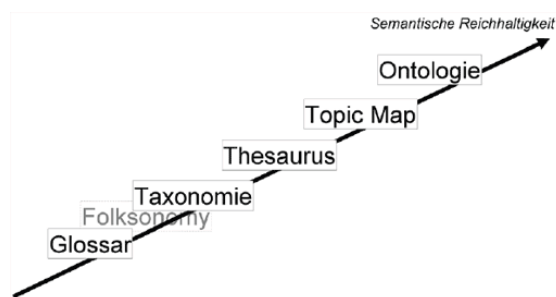 Semantische Reichhaltigkeit
Ontologie
Topic Map
Thesaurus
Taxonomie
Folksonomy
Glossar